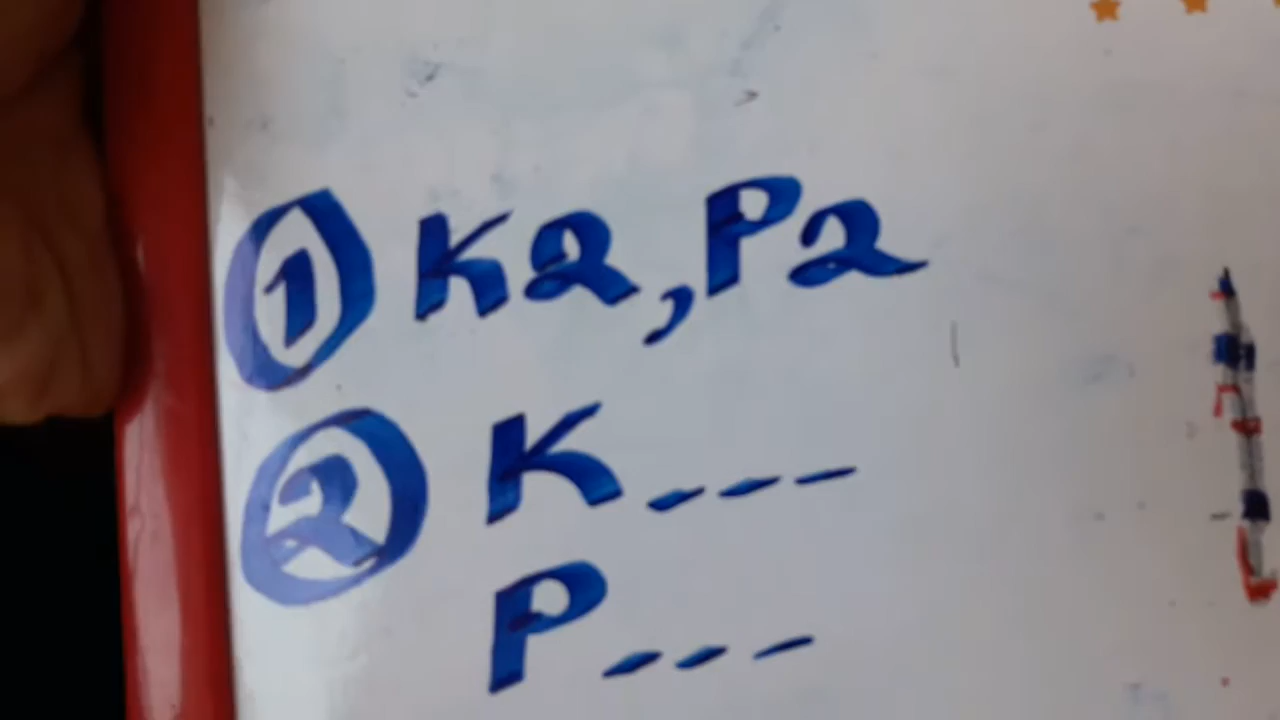 ① K2,P2
② K---
P---